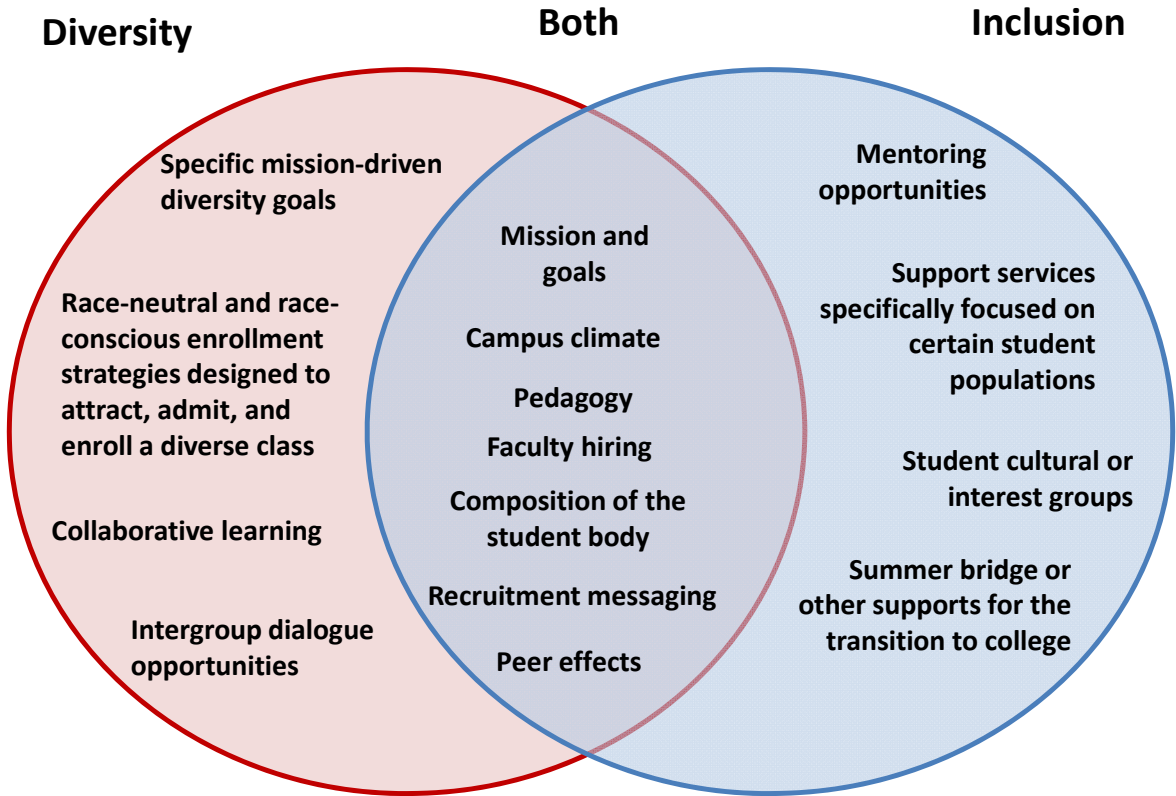 Diversity
Both
Inclusion
Specific mission-driven
diversity goals
Race-neutral and race-
conscious enrollment
strategies designed to
attract, admit, and
enroll a diverse class
Collaborative learning
Intergroup dialogue
opportunities
Mission and
goals
Campus climate
Pedagogy
Faculty hiring
Composition of the
student body
Recruitment messaging
Peer effects
Mentoring
opportunities
Support services
specifically focused on
certain student
populations
Student cultural or
interest groups
Summer bridge or
other supports for the
transition to college